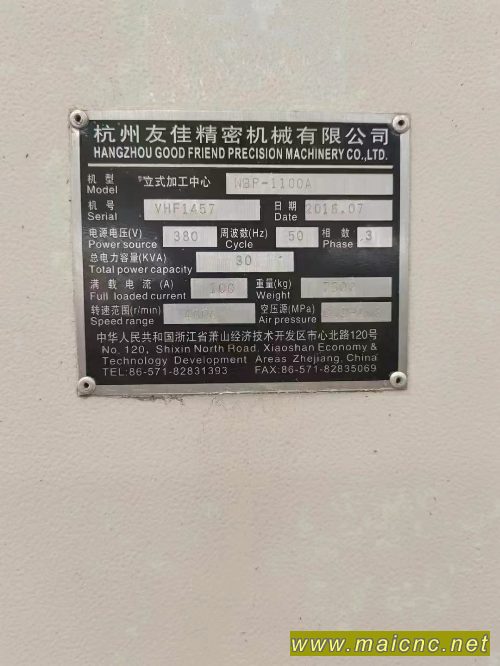 杭州友佳精密机械有限公司
HANGZHOU GOOD FRIEND PRECISION MACHINERY CO.,LTD.
机型 立式加工中心
Model
机号 VHF1457 日期 2016.07
Serial Date
电源电压(V) 380 周波数(Hz) 50 相数 3
Power source Cycle Phase
总电力容量(KVA) 30
Total power capacity
满载电流(A) 重量(kg)
Full loaded current Weight
转速范围(r/min) 空压源(MPa)
Speed range Air pressure
中华人民共和国浙江省萧山经济技术开发区市心北路120号
No. 120, Shixin North Road, Xiaoshan Economy &
Technology Development Areas Zhejiang, China
TEL:86-571-82831393 FAX:86-571-82835069
www.maicnc.net